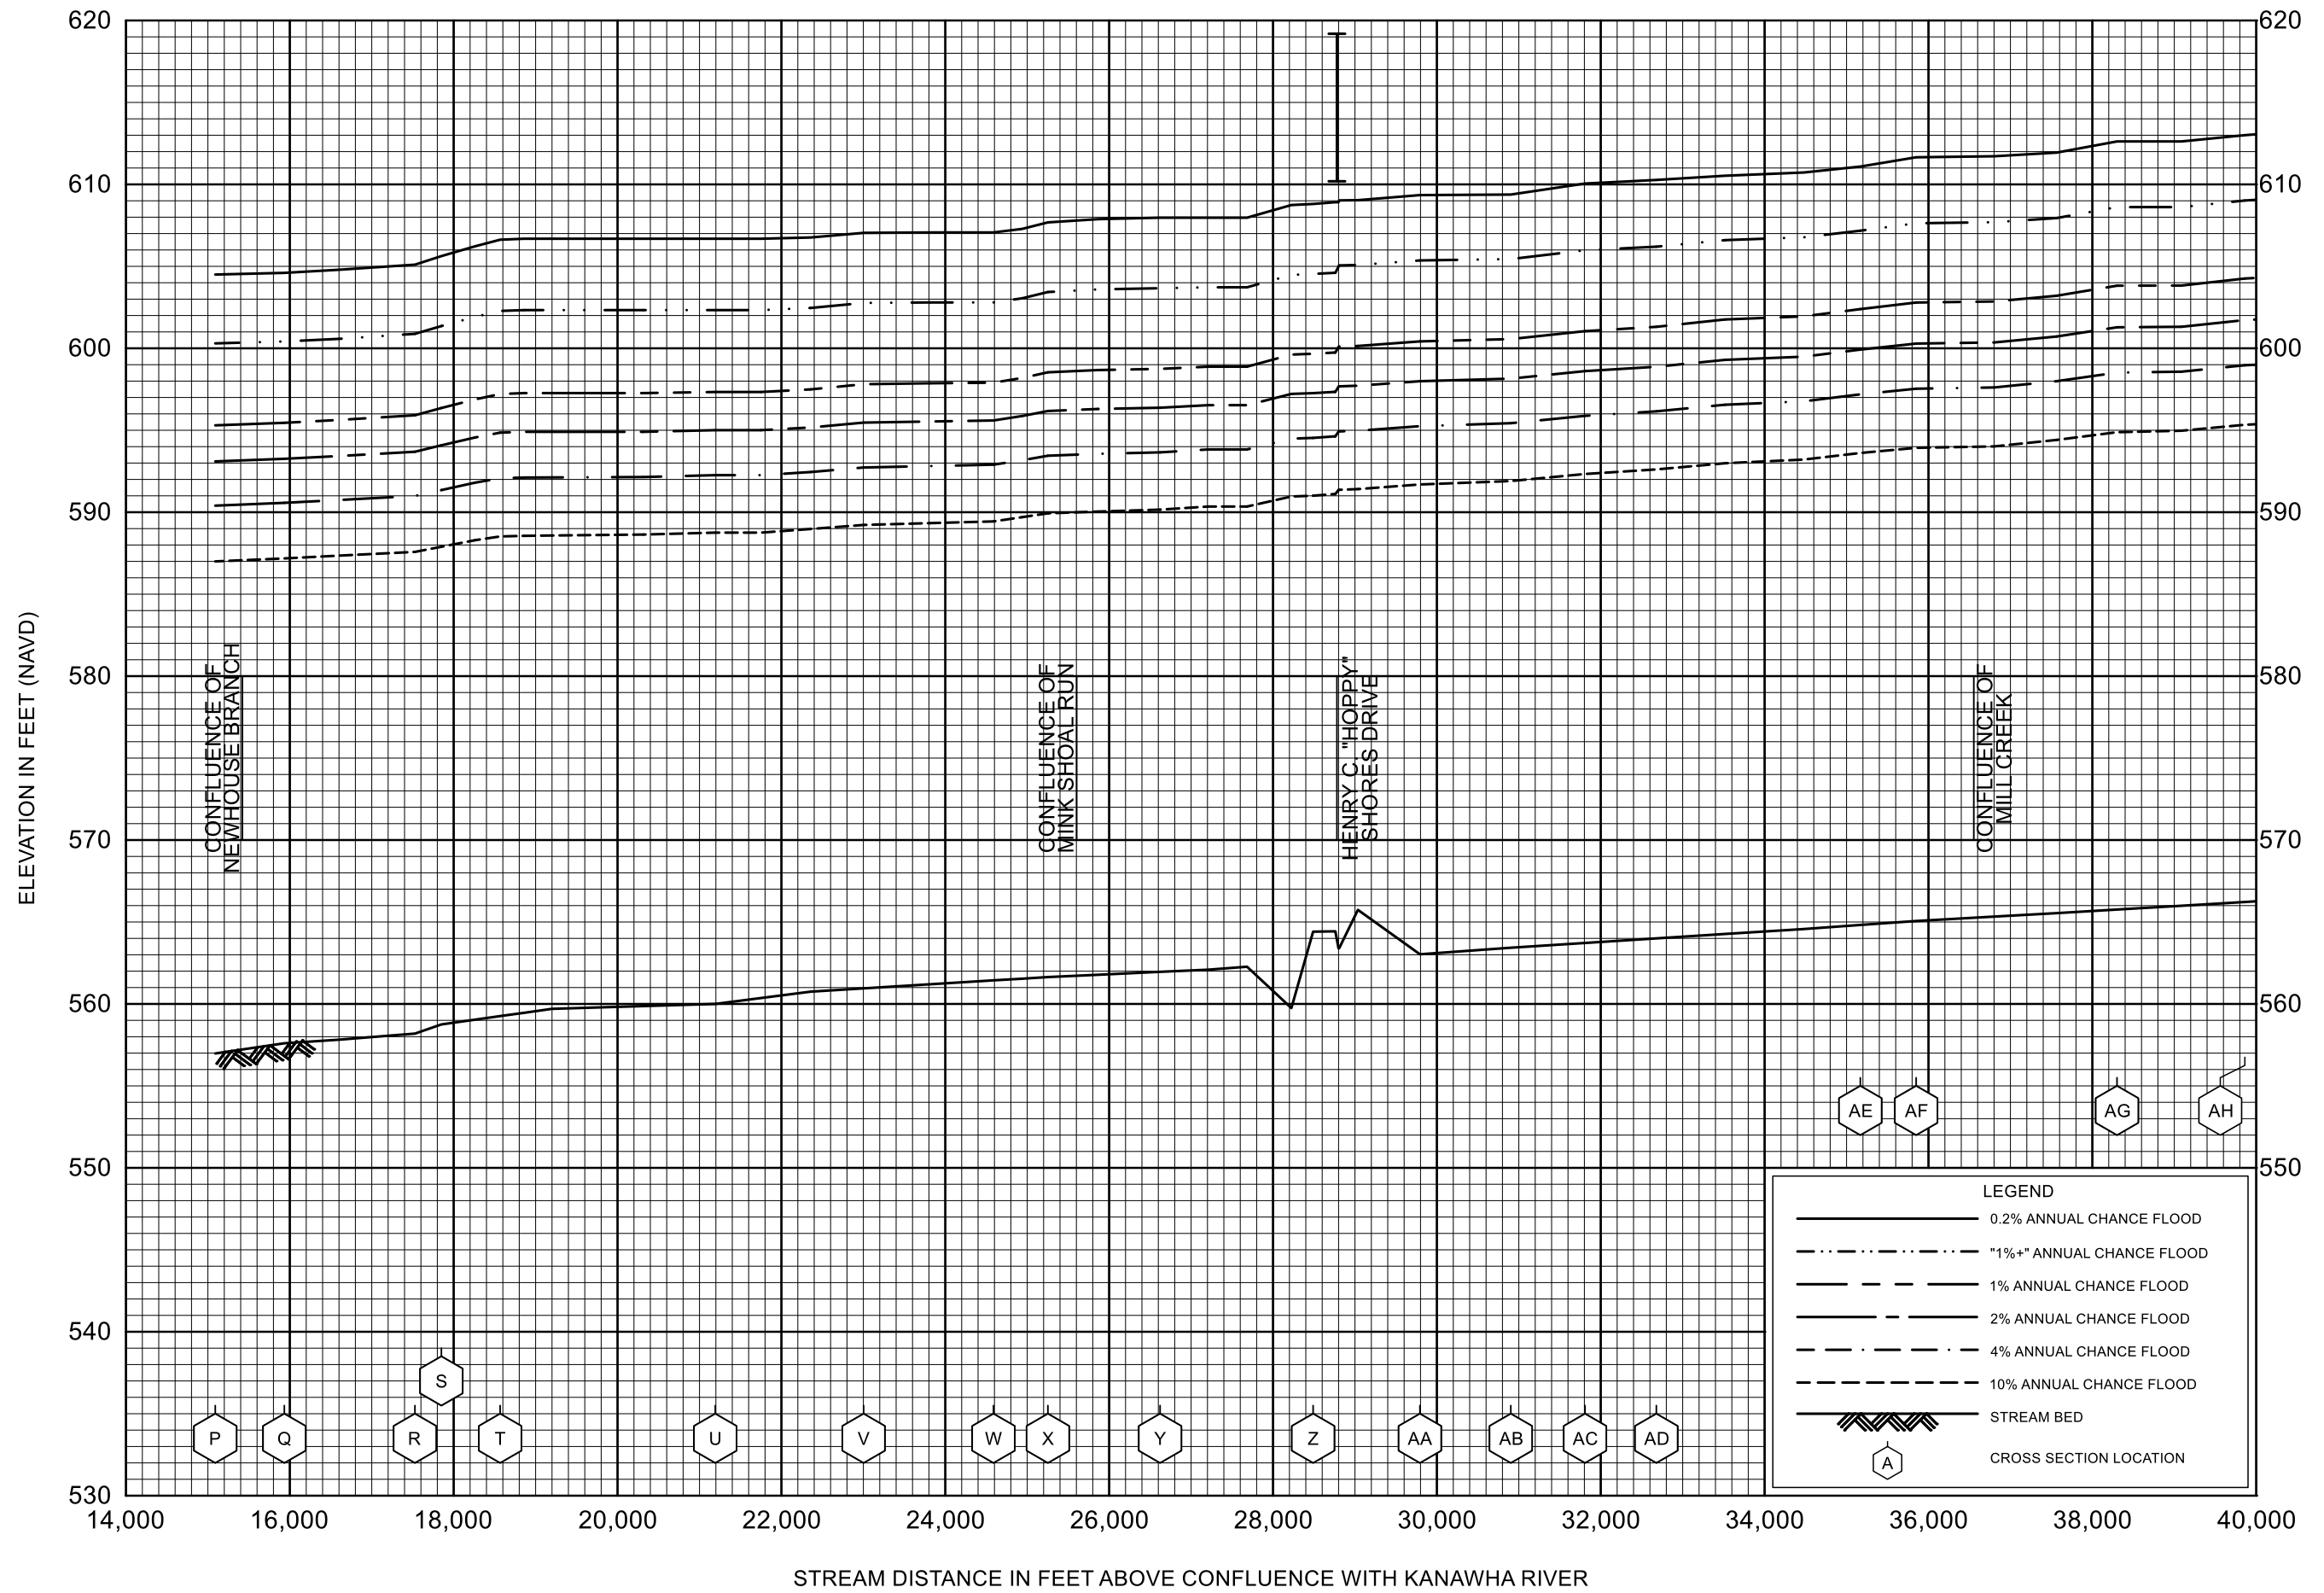 620
610
600
590
580
570
560
550
540
530
620
610
600
590
580
570
560
550
ELEVATION IN FEET (NAVD)
CONFLUENCE OF
NEWHOUSE BRANCH
CONFLUENCE OF
MINK SHOAL RUN
HENRY C. "HOPPY"
SHORES DRIVE
CONFLUENCE OF
MILL CREEK
AE
AF
AG
AH
S
P
Q
R
T
U
V
W
X
Y
Z
AA
AB
AC
AD
LEGEND
0.2% ANNUAL CHANCE FLOOD
"1%+" ANNUAL CHANCE FLOOD
1% ANNUAL CHANCE FLOOD
2% ANNUAL CHANCE FLOOD
4% ANNUAL CHANCE FLOOD
10% ANNUAL CHANCE FLOOD
STREAM BED
A
CROSS SECTION LOCATION
14,000
16,000
18,000
20,000
22,000
24,000
26,000
28,000
30,000
32,000
34,000
36,000
38,000
40,000
STREAM DISTANCE IN FEET ABOVE CONFLUENCE WITH KANAWHA RIVER